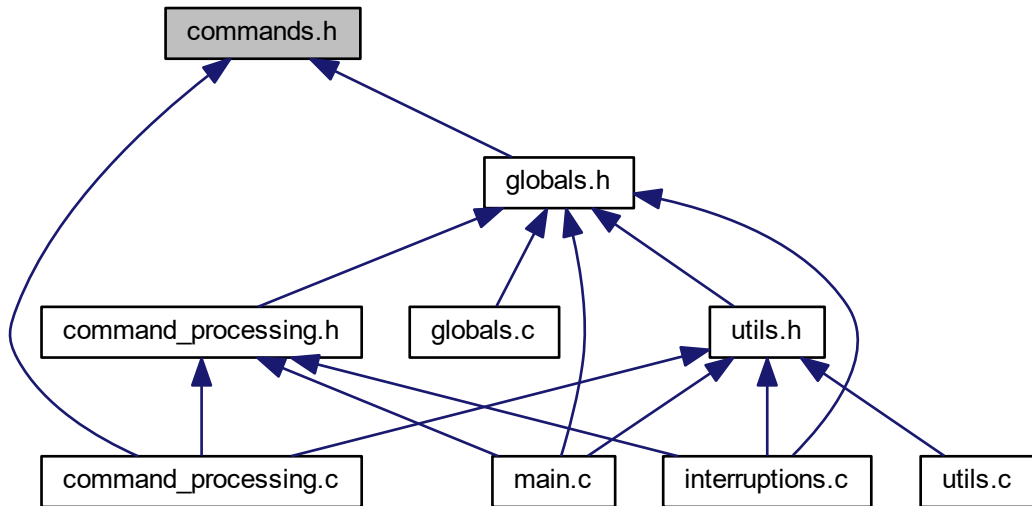 commands.h
globals.h
command_processing.h
globals.c
utils.h
command_processing.c
main.c
interruptions.c
utils.c